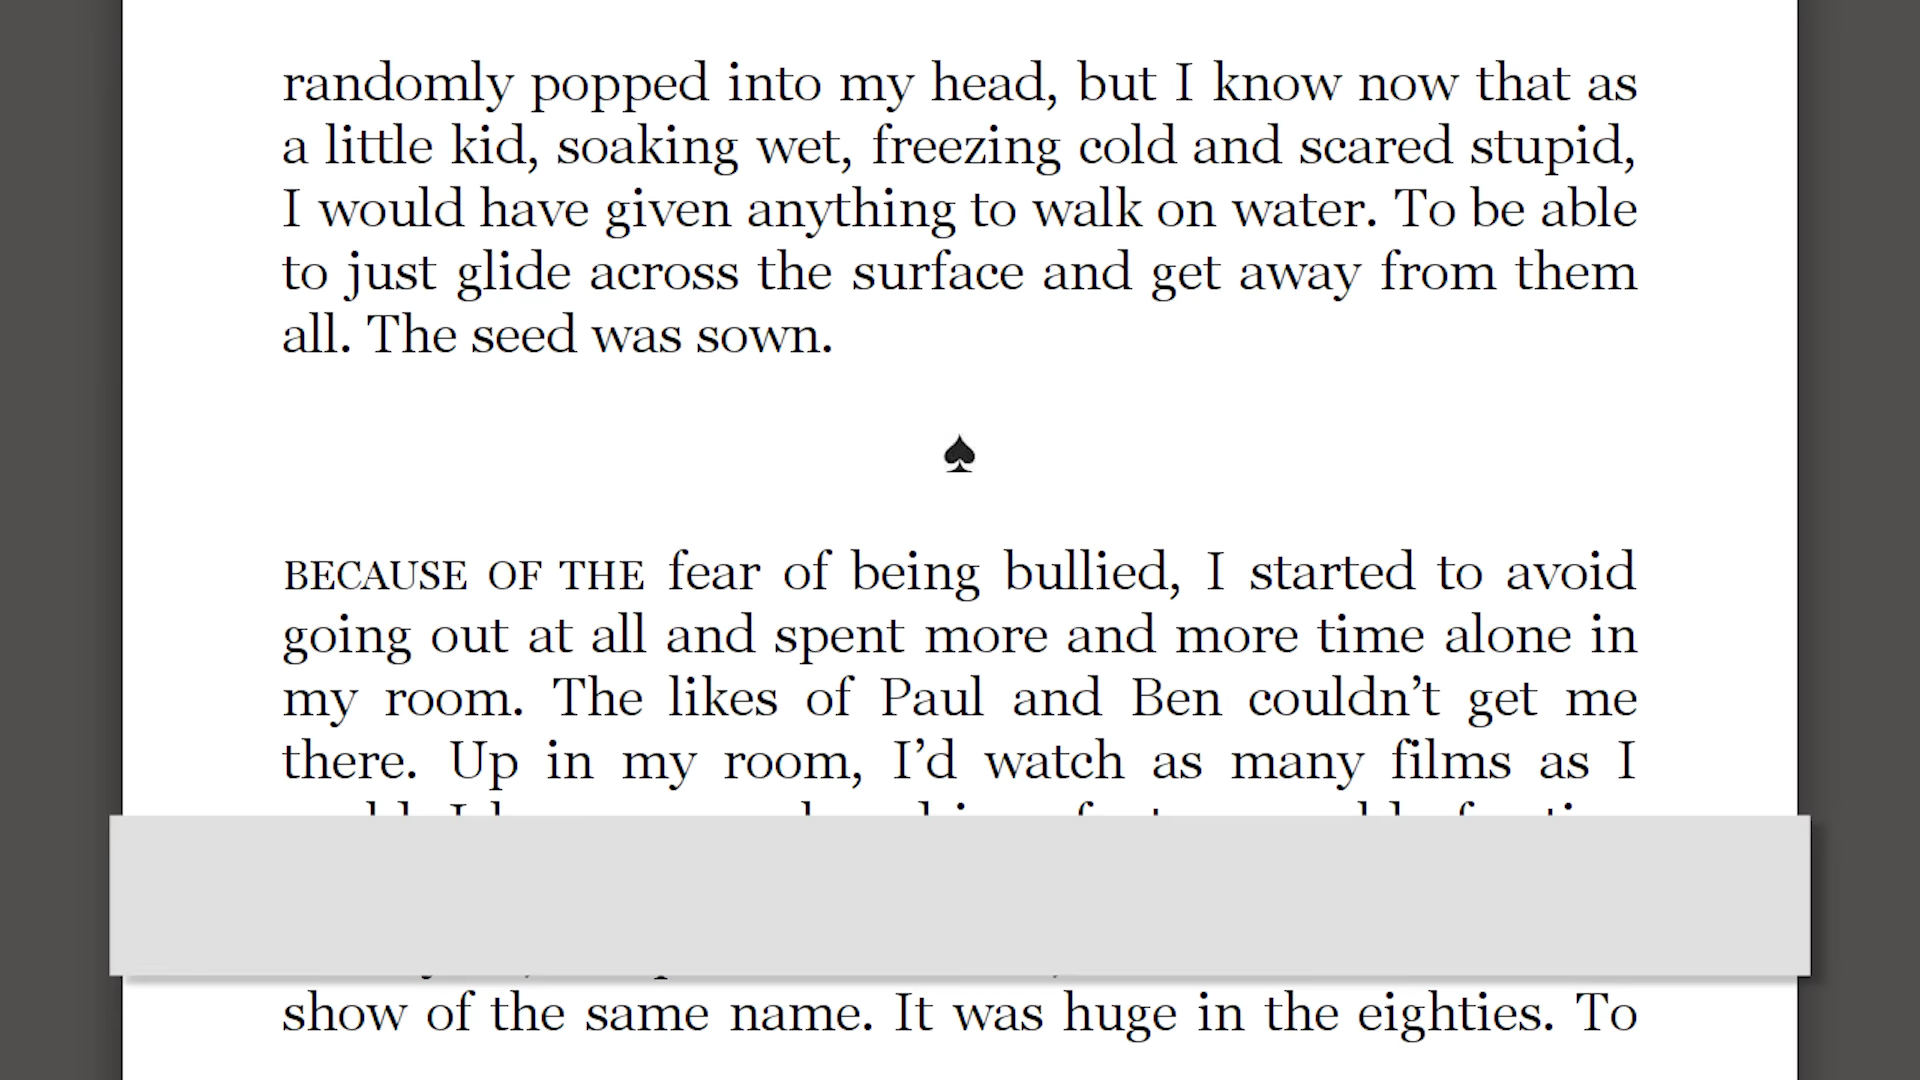 randomly popped into my head, but I know now that as
a little kid, soaking wet, freezing cold and scared stupid,
I would have given anything to walk on water. To be able
to just glide across the surface and get away from them
all. The seed was sown.
♠
BECAUSE OF THE fear of being bullied, I started to avoid
going out at all and spent more and more time alone in
my room. The likes of Paul and Ben couldn’t get me
there. Up in my room, I’d watch as many films as I
show of the same name. It was huge in the eighties. To